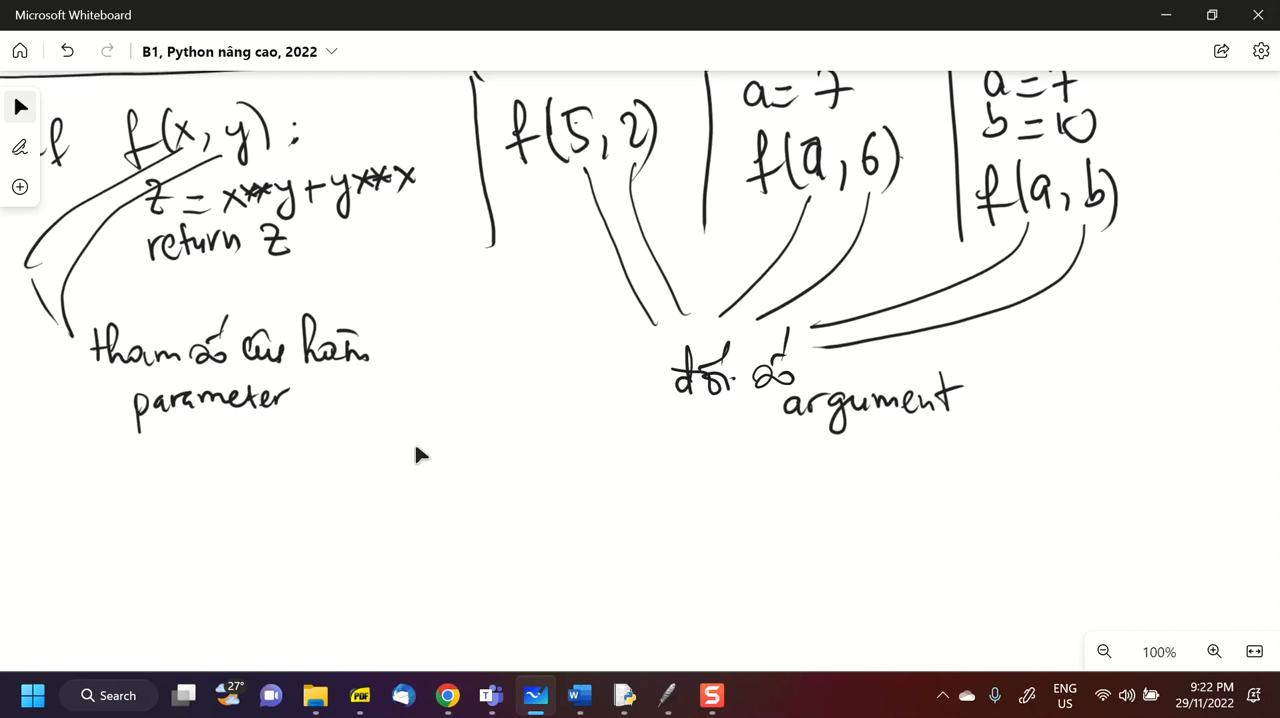 Microsoft Whiteboard
B1, Python nâng cao, 2022
f f(x, y):
z = x**y + y**x
return z
f(5, 2)
a = 7
f(a, 6)
a = 7
b = 10
f(a, b)
tham số của hàm
parameter
đối số
argument
100%
27°
Search
PDF
ENG
US
9:22 PM
29/11/2022